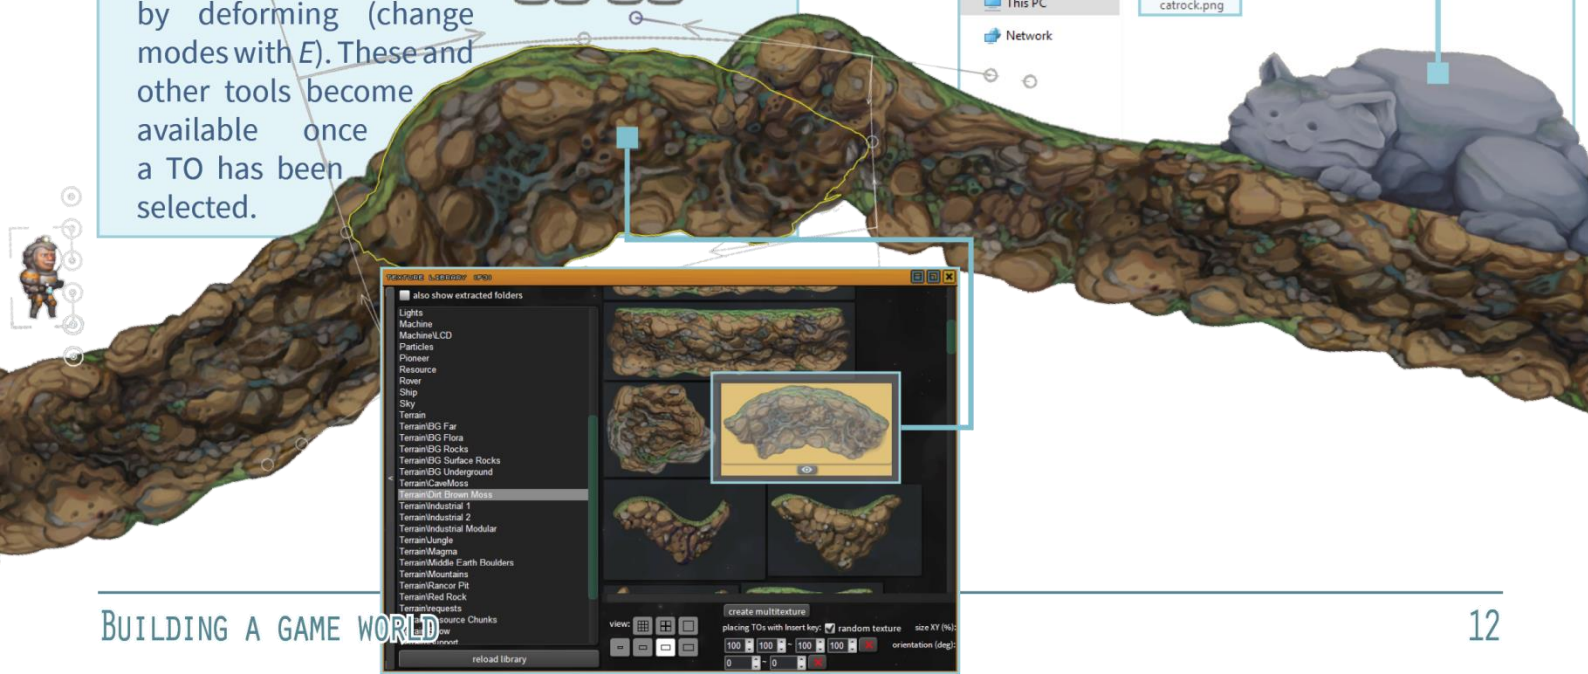 by deforming (change
modes with E). These and
other tools become
available once
a TO has been
selected.
This PC
Network
catrock.png
TEXTURE LIBRARY (F3)
also show extracted folders
Lights
Machine
Machine\LCD
Particles
Pioneer
Resource
Rover
Ship
Sky
Terrain
Terrain\BG Far
Terrain\BG Flora
Terrain\BG Rocks
Terrain\BG Surface Rocks
Terrain\BG Underground
Terrain\CaveMoss
Terrain\Dirt Brown Moss
Terrain\Industrial 1
Terrain\Industrial 2
Terrain\Industrial Modular
Terrain\Jungle
Terrain\Magma
Terrain\Middle Earth Boulders
Terrain\Mountains
Terrain\Rancor Pit
Terrain\Red Rock
Terrain\requests
Chunks
reload library
view:
create multitexture
placing TOs with Insert key: random texture size XY (%):
100 100 ~ 100 100 orientation (deg):
0 ~ 0
BUILDING A GAME WORLD
12